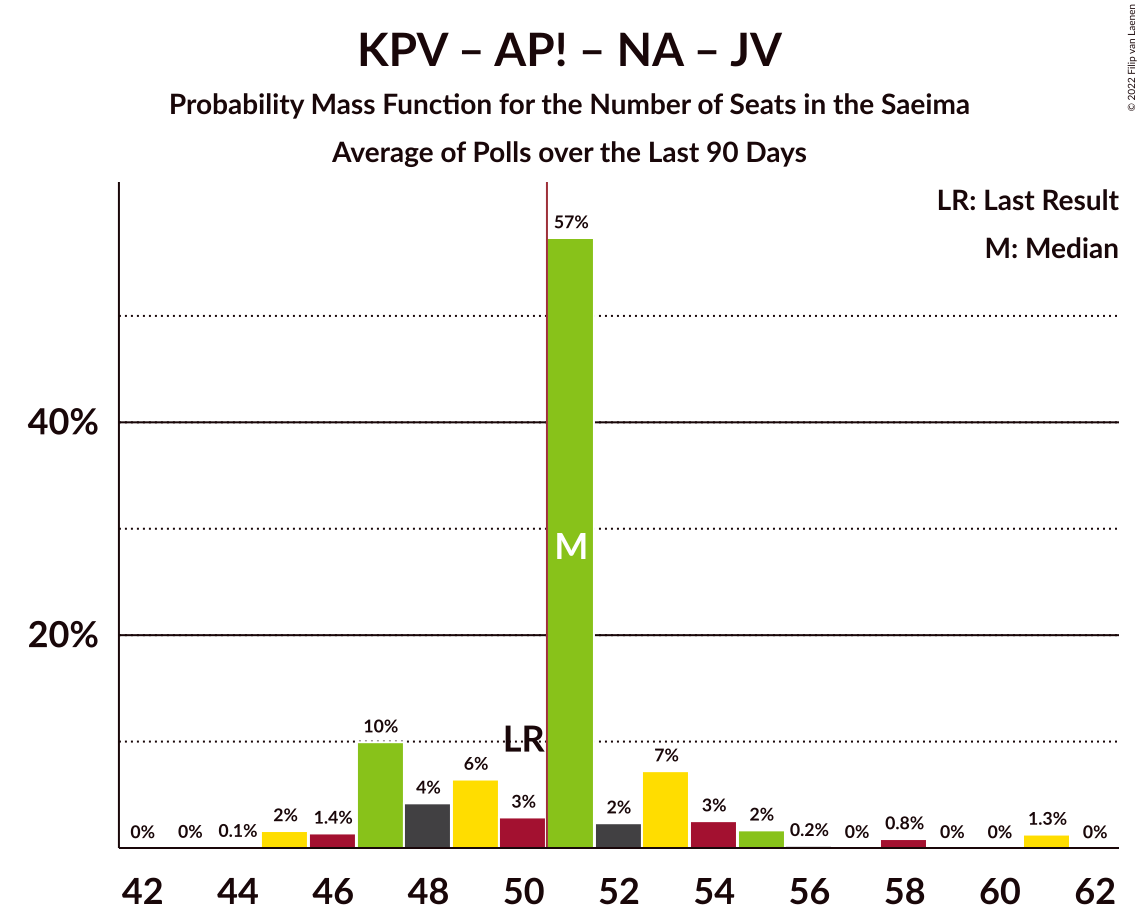 KPV – AP! – NA – JV
Probability Mass Function for the Number of Seats in the Saeima
Average of Polls over the Last 90 Days
© 2022 Filip van Laenen
LR: Last Result
M: Median
57%
40%
M
20%
10%
LR
7%
6%
4%
3%
2%
3%
2%
2%
1.4%
1.3%
0.8%
0% 0% 0.1% 0.2% 0% 0% 0% 0%
42 44 46 48 50 52 54 56 58 60 62